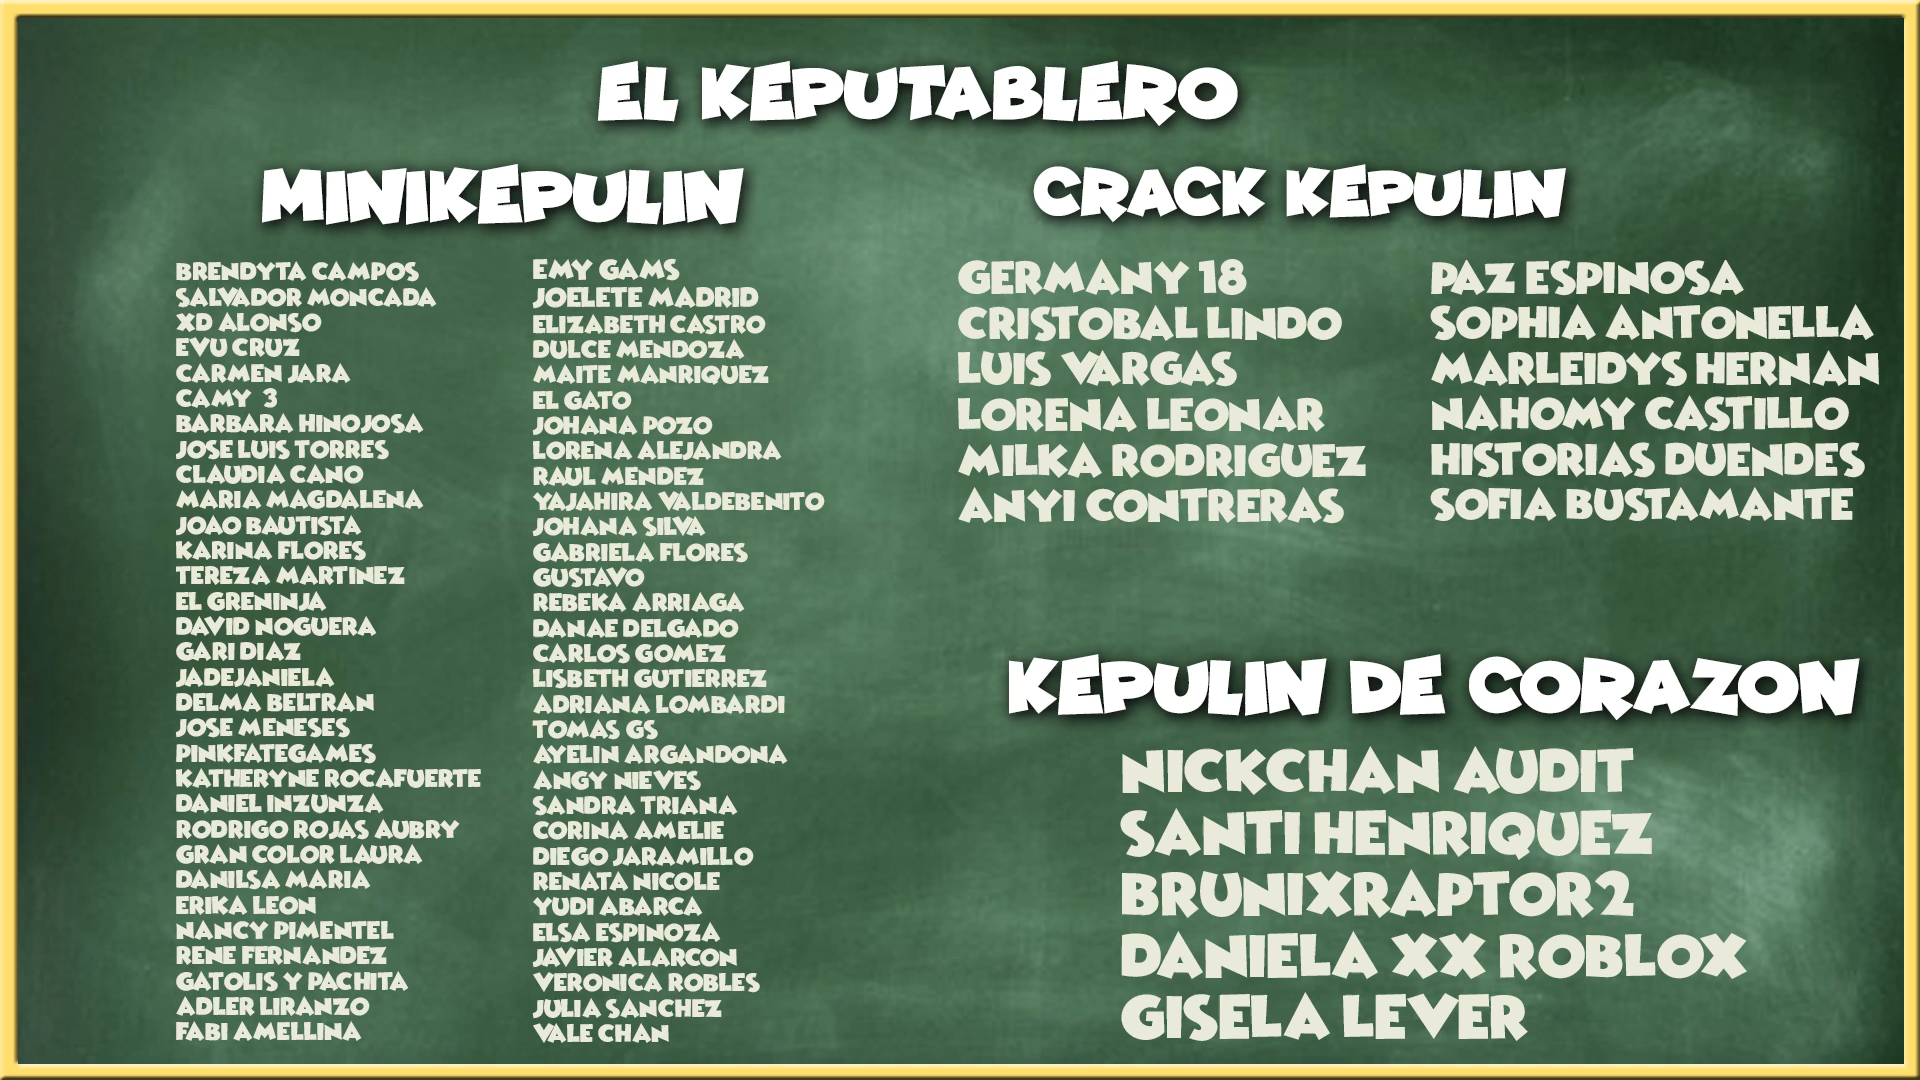 EL KEPUTABLERO
MINIKEPULIN
BRENDYTA CAMPOS
SALVADOR MONCADA
XD ALONSO
EVU CRUZ
CARMEN JARA
CAMY 3
BARBARA HINOJOSA
JOSE LUIS TORRES
CLAUDIA CANO
MARIA MAGDALENA
JOAO BAUTISTA
KARINA FLORES
TEREZA MARTINEZ
EL GRENINJA
DAVID NOGUERA
GARI DIAZ
JADEJANIELA
DELMA BELTRAN
JOSE MENESES
PINKFATEGAMES
KATHERYNE ROCAFUERTE
DANIEL INZUNZA
RODRIGO ROJAS AUBRY
GRAN COLOR LAURA
DANILSA MARIA
ERIKA LEON
NANCY PIMENTEL
RENE FERNANDEZ
GATOLIS Y PACHITA
ADLER LIRANZO
FABI AMELLINA
EMY GAMS
JOELETE MADRID
ELIZABETH CASTRO
DULCE MENDOZA
MAITE MANRIQUEZ
EL GATO
JOHANA POZO
LORENA ALEJANDRA
RAUL MENDEZ
YAJAHIRA VALDEBENITO
JOHANA SILVA
GABRIELA FLORES
GUSTAVO
REBEKA ARRIAGA
DANAE DELGADO
CARLOS GOMEZ
LISBETH GUTIERREZ
ADRIANA LOMBARDI
TOMAS GS
AYELIN ARGANDONA
ANGY NIEVES
SANDRA TRIANA
CORINA AMELIE
DIEGO JARAMILLO
RENATA NICOLE
YUDI ABARCA
ELSA ESPINOZA
JAVIER ALARCON
VERONICA ROBLES
JULIA SANCHEZ
VALE CHAN
CRACK KEPULIN
GERMANY 18
CRISTOBAL LINDO
LUIS VARGAS
LORENA LEONAR
MILKA RODRIGUEZ
ANYI CONTRERAS
PAZ ESPINOSA
SOPHIA ANTONELLA
MARLEIDYS HERNAN
NAHOMY CASTILLO
HISTORIAS DUENDES
SOFIA BUSTAMANTE
KEPULIN DE CORAZON
NICKCHAN AUDIT
SANTI HENRIQUEZ
BRUNIXRAPTOR2
DANIELA XX ROBLOX
GISELA LEVER